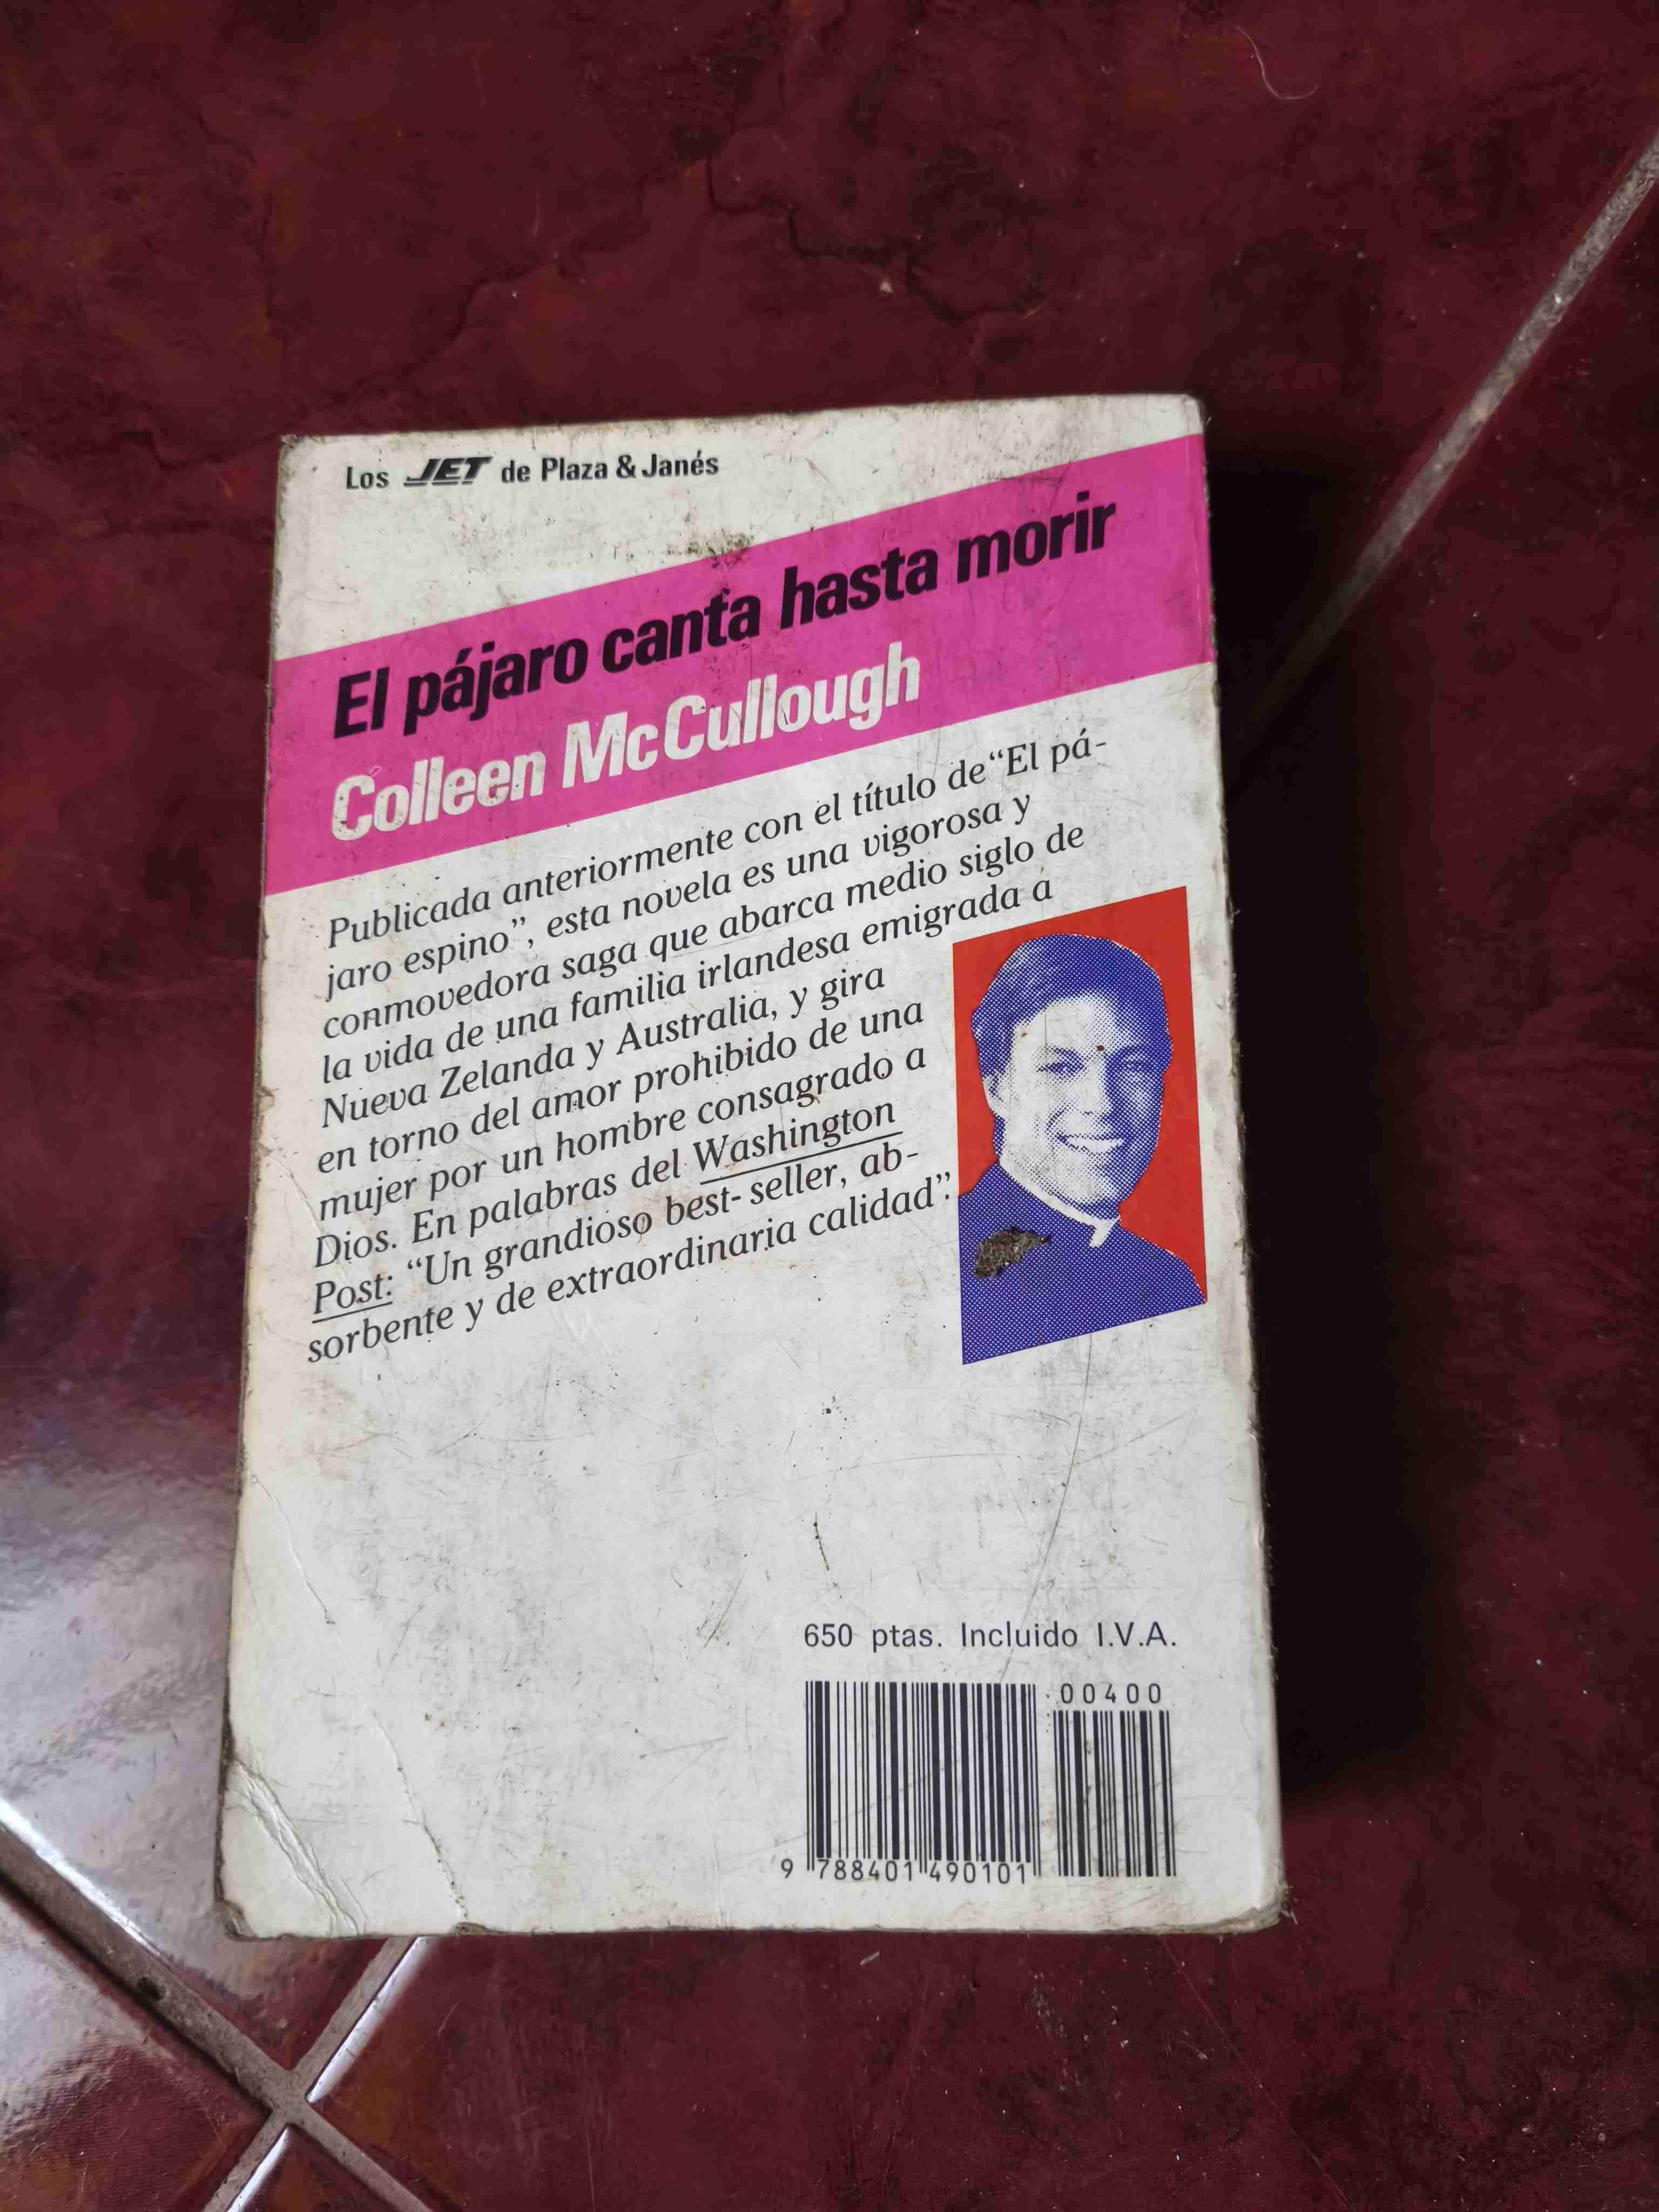 Los JET de Plaza & Janés
El pájaro canta hasta morir
Colleen McCullough
Publicada anteriormente con el título de “El pá-
jaro espino”, esta novela es una vigorosa y
conmovedora saga que abarca medio siglo de
la vida de una familia irlandesa emigrada a
Nueva Zelanda y Australia, y gira
en torno del amor prohibido de una
mujer por un hombre consagrado a
Dios. En palabras del Washington
Post: “Un grandioso best-seller, ab-
sorbente y de extraordinaria calidad”.
650 ptas. Incluido I.V.A.
00400
9 788401 490101